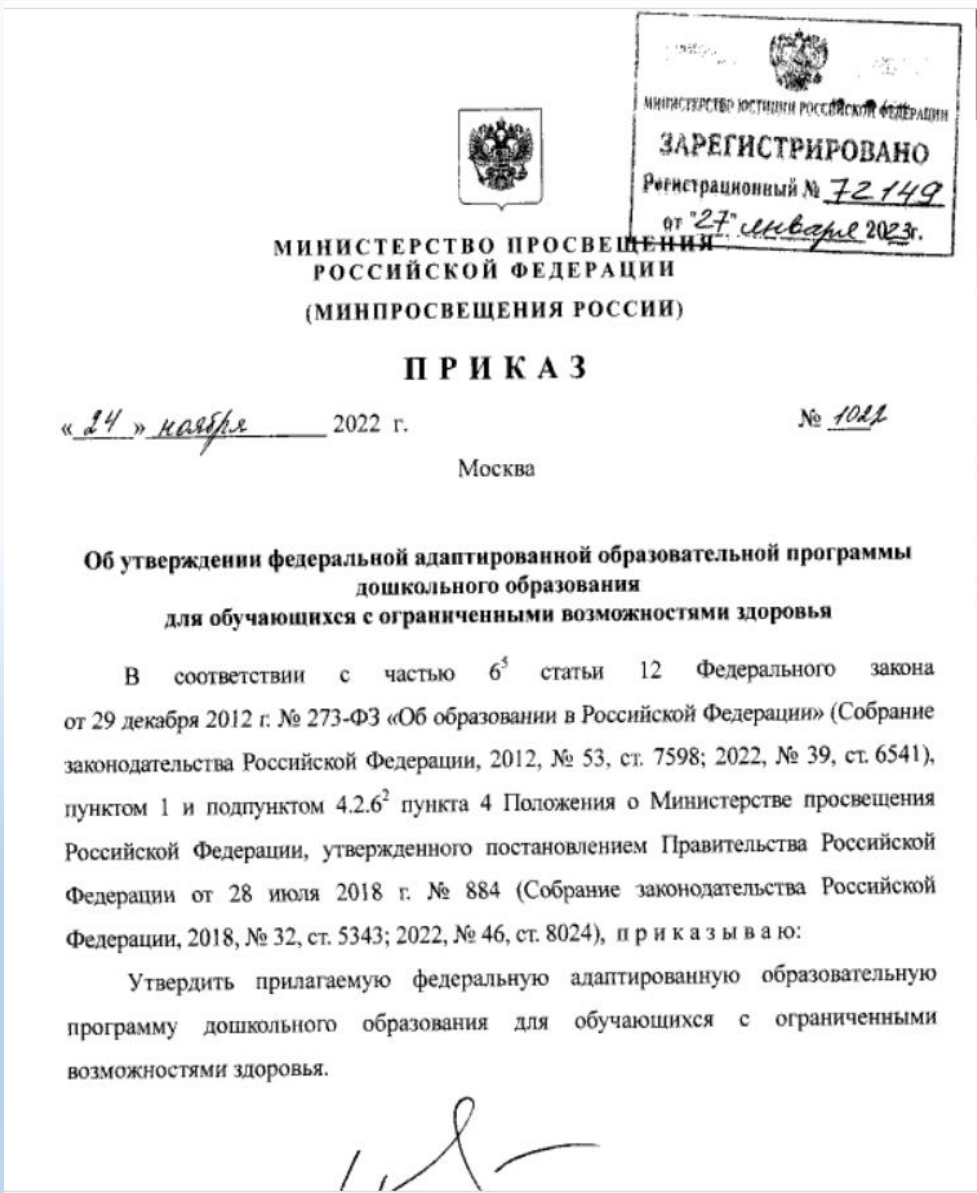 МИНИСТЕРСТВО ЮСТИЦИИ РОССИЙСКОЙ ФЕДЕРАЦИИ
ЗАРЕГИСТРИРОВАНО
Регистрационный № 72149
от "27" января 2023г.
МИНИСТЕРСТВО ПРОСВЕЩЕНИЯ
РОССИЙСКОЙ ФЕДЕРАЦИИ
(МИНПРОСВЕЩЕНИЯ РОССИИ)
ПРИКАЗ
« 24 » ноября 2022 г.
№ 1022
Москва
Об утверждении федеральной адаптированной образовательной программы
дошкольного образования
для обучающихся с ограниченными возможностями здоровья
В соответствии с частью 6⁵ статьи 12 Федерального закона
от 29 декабря 2012 г. № 273-ФЗ «Об образовании в Российской Федерации» (Собрание
законодательства Российской Федерации, 2012, № 53, ст. 7598; 2022, № 39, ст. 6541),
пунктом 1 и подпунктом 4.2.6² пункта 4 Положения о Министерстве просвещения
Российской Федерации, утвержденного постановлением Правительства Российской
Федерации от 28 июля 2018 г. № 884 (Собрание законодательства Российской
Федерации, 2018, № 32, ст. 5343; 2022, № 46, ст. 8024), п р и к а з ы в а ю:
Утвердить прилагаемую федеральную адаптированную образовательную
программу дошкольного образования для обучающихся с ограниченными
возможностями здоровья.